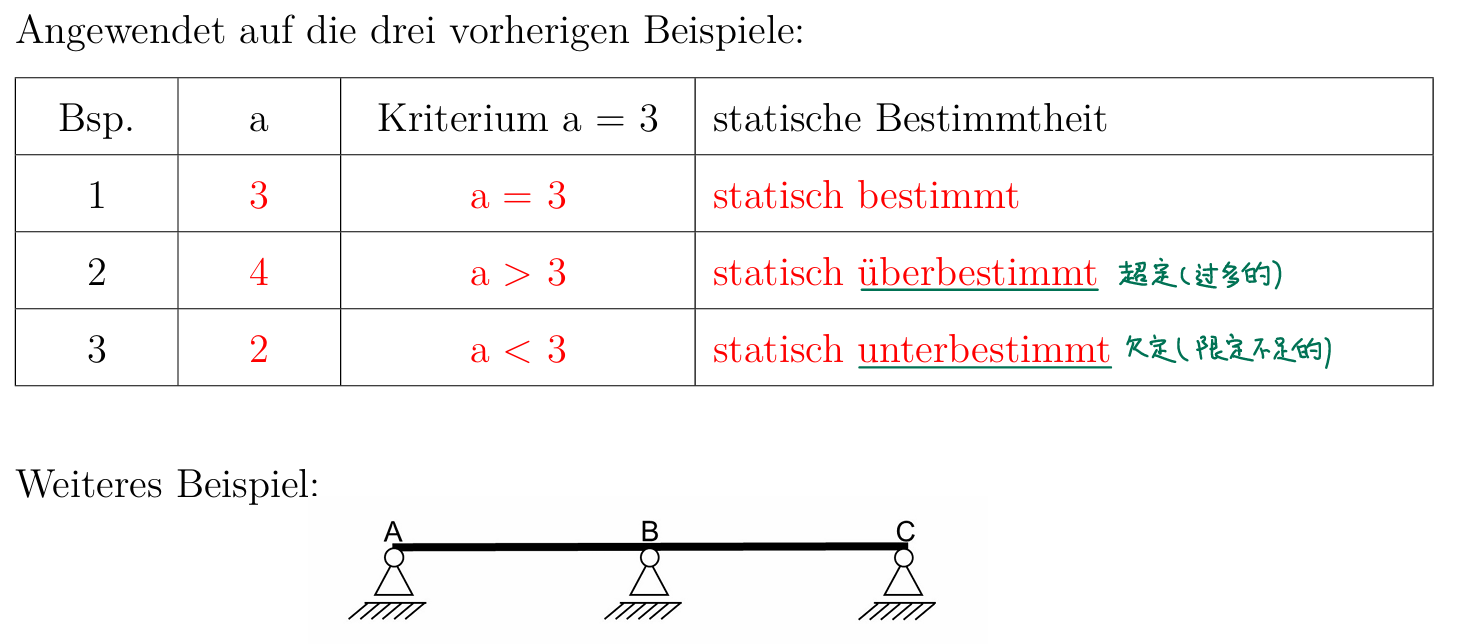 Angewendet auf die drei vorherigen Beispiele:
Bsp. a Kriterium a = 3 statische Bestimmtheit
1 3 a = 3 statisch bestimmt
2 4 a > 3 statisch überbestimmt 超定(过多的)
3 2 a < 3 statisch unterbestimmt 欠定(限定不足的)
Weiteres Beispiel:
A B C